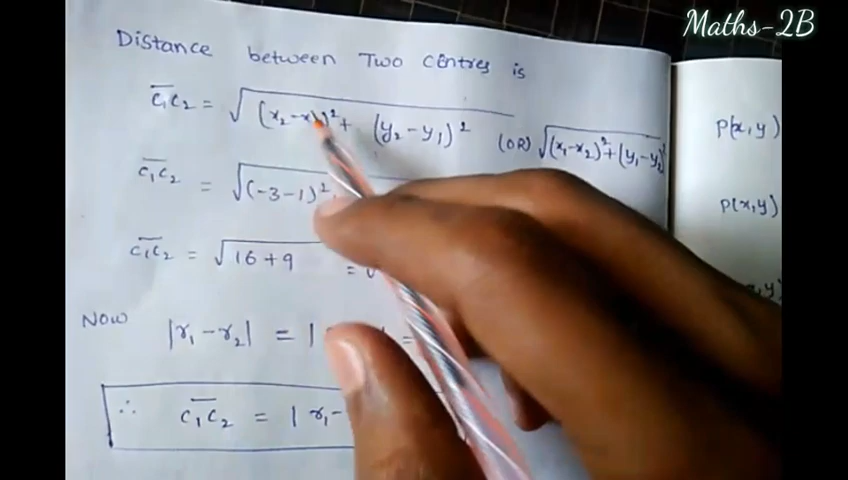 Maths-2B
Distance between Two centres is
C₁C₂ = √(x₂-x₁)² + (y₂-y₁)² (OR) √(x₁-x₂)²+(y₁-y₂)²
C₁C₂ = √(-3-1)²
C₁C₂ = √16+9 =
Now |r₁-r₂| = | =
∴ C₁C₂ = | r₁-
P(x,y)
P(x,y)